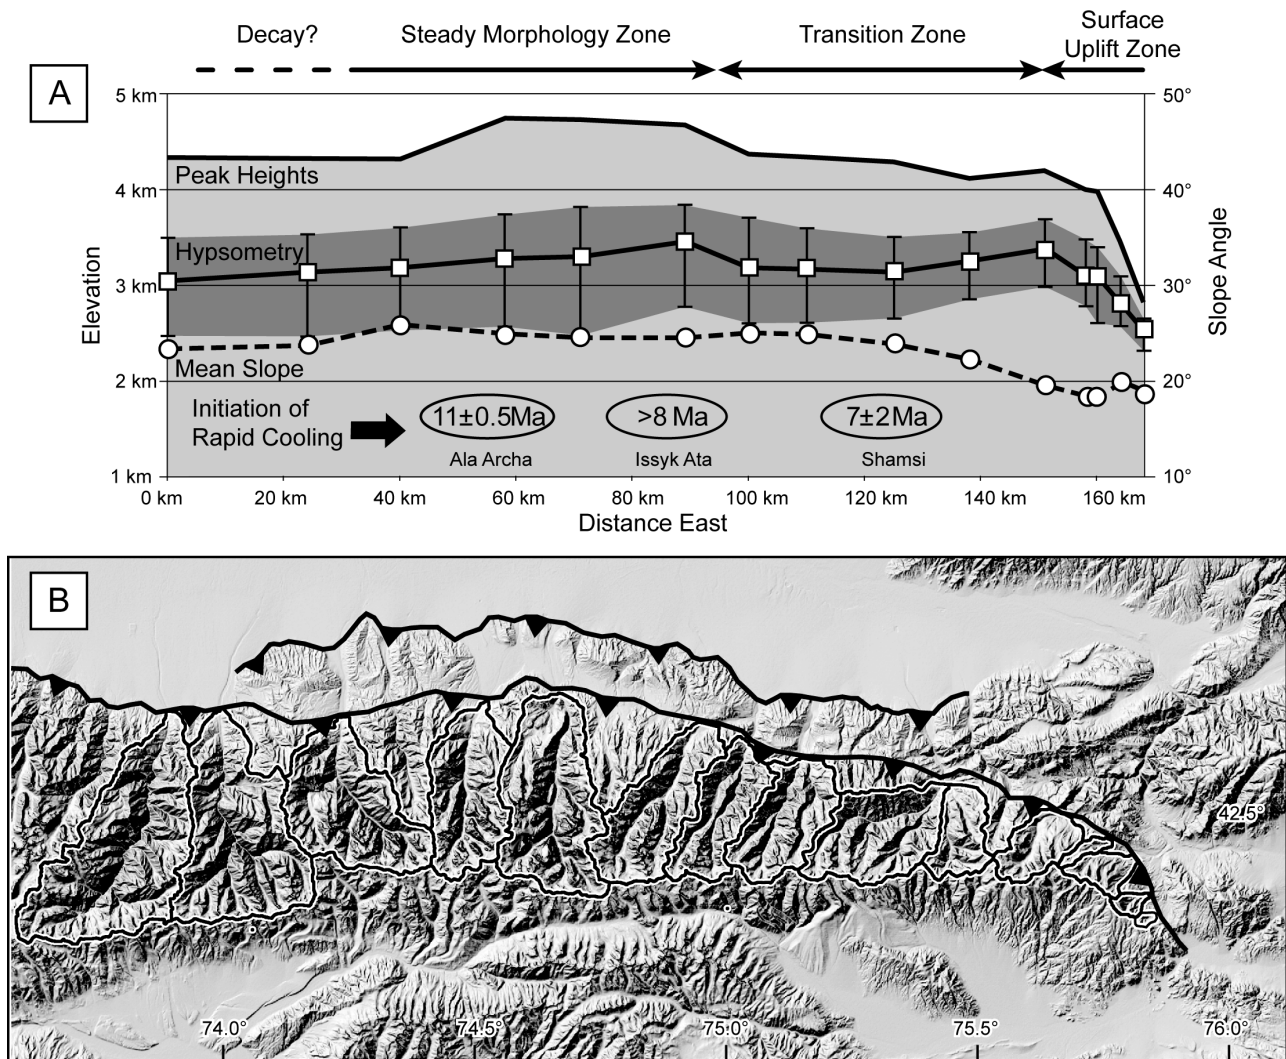 Decay?
Steady Morphology Zone
Transition Zone
Surface
Uplift Zone
A
5 km
50°
Peak Heights
4 km
40°
Hypsometry
Elevation
3 km
30°
Slope Angle
Mean Slope
2 km
20°
Initiation of
Rapid Cooling
11±0.5Ma
>8 Ma
7±2Ma
Ala Archa
Issyk Ata
Shamsi
1 km
10°
0 km
20 km
40 km
60 km
80 km
100 km
120 km
140 km
160 km
Distance East
B
42.5°
74.0°
74.5°
75.0°
75.5°
76.0°